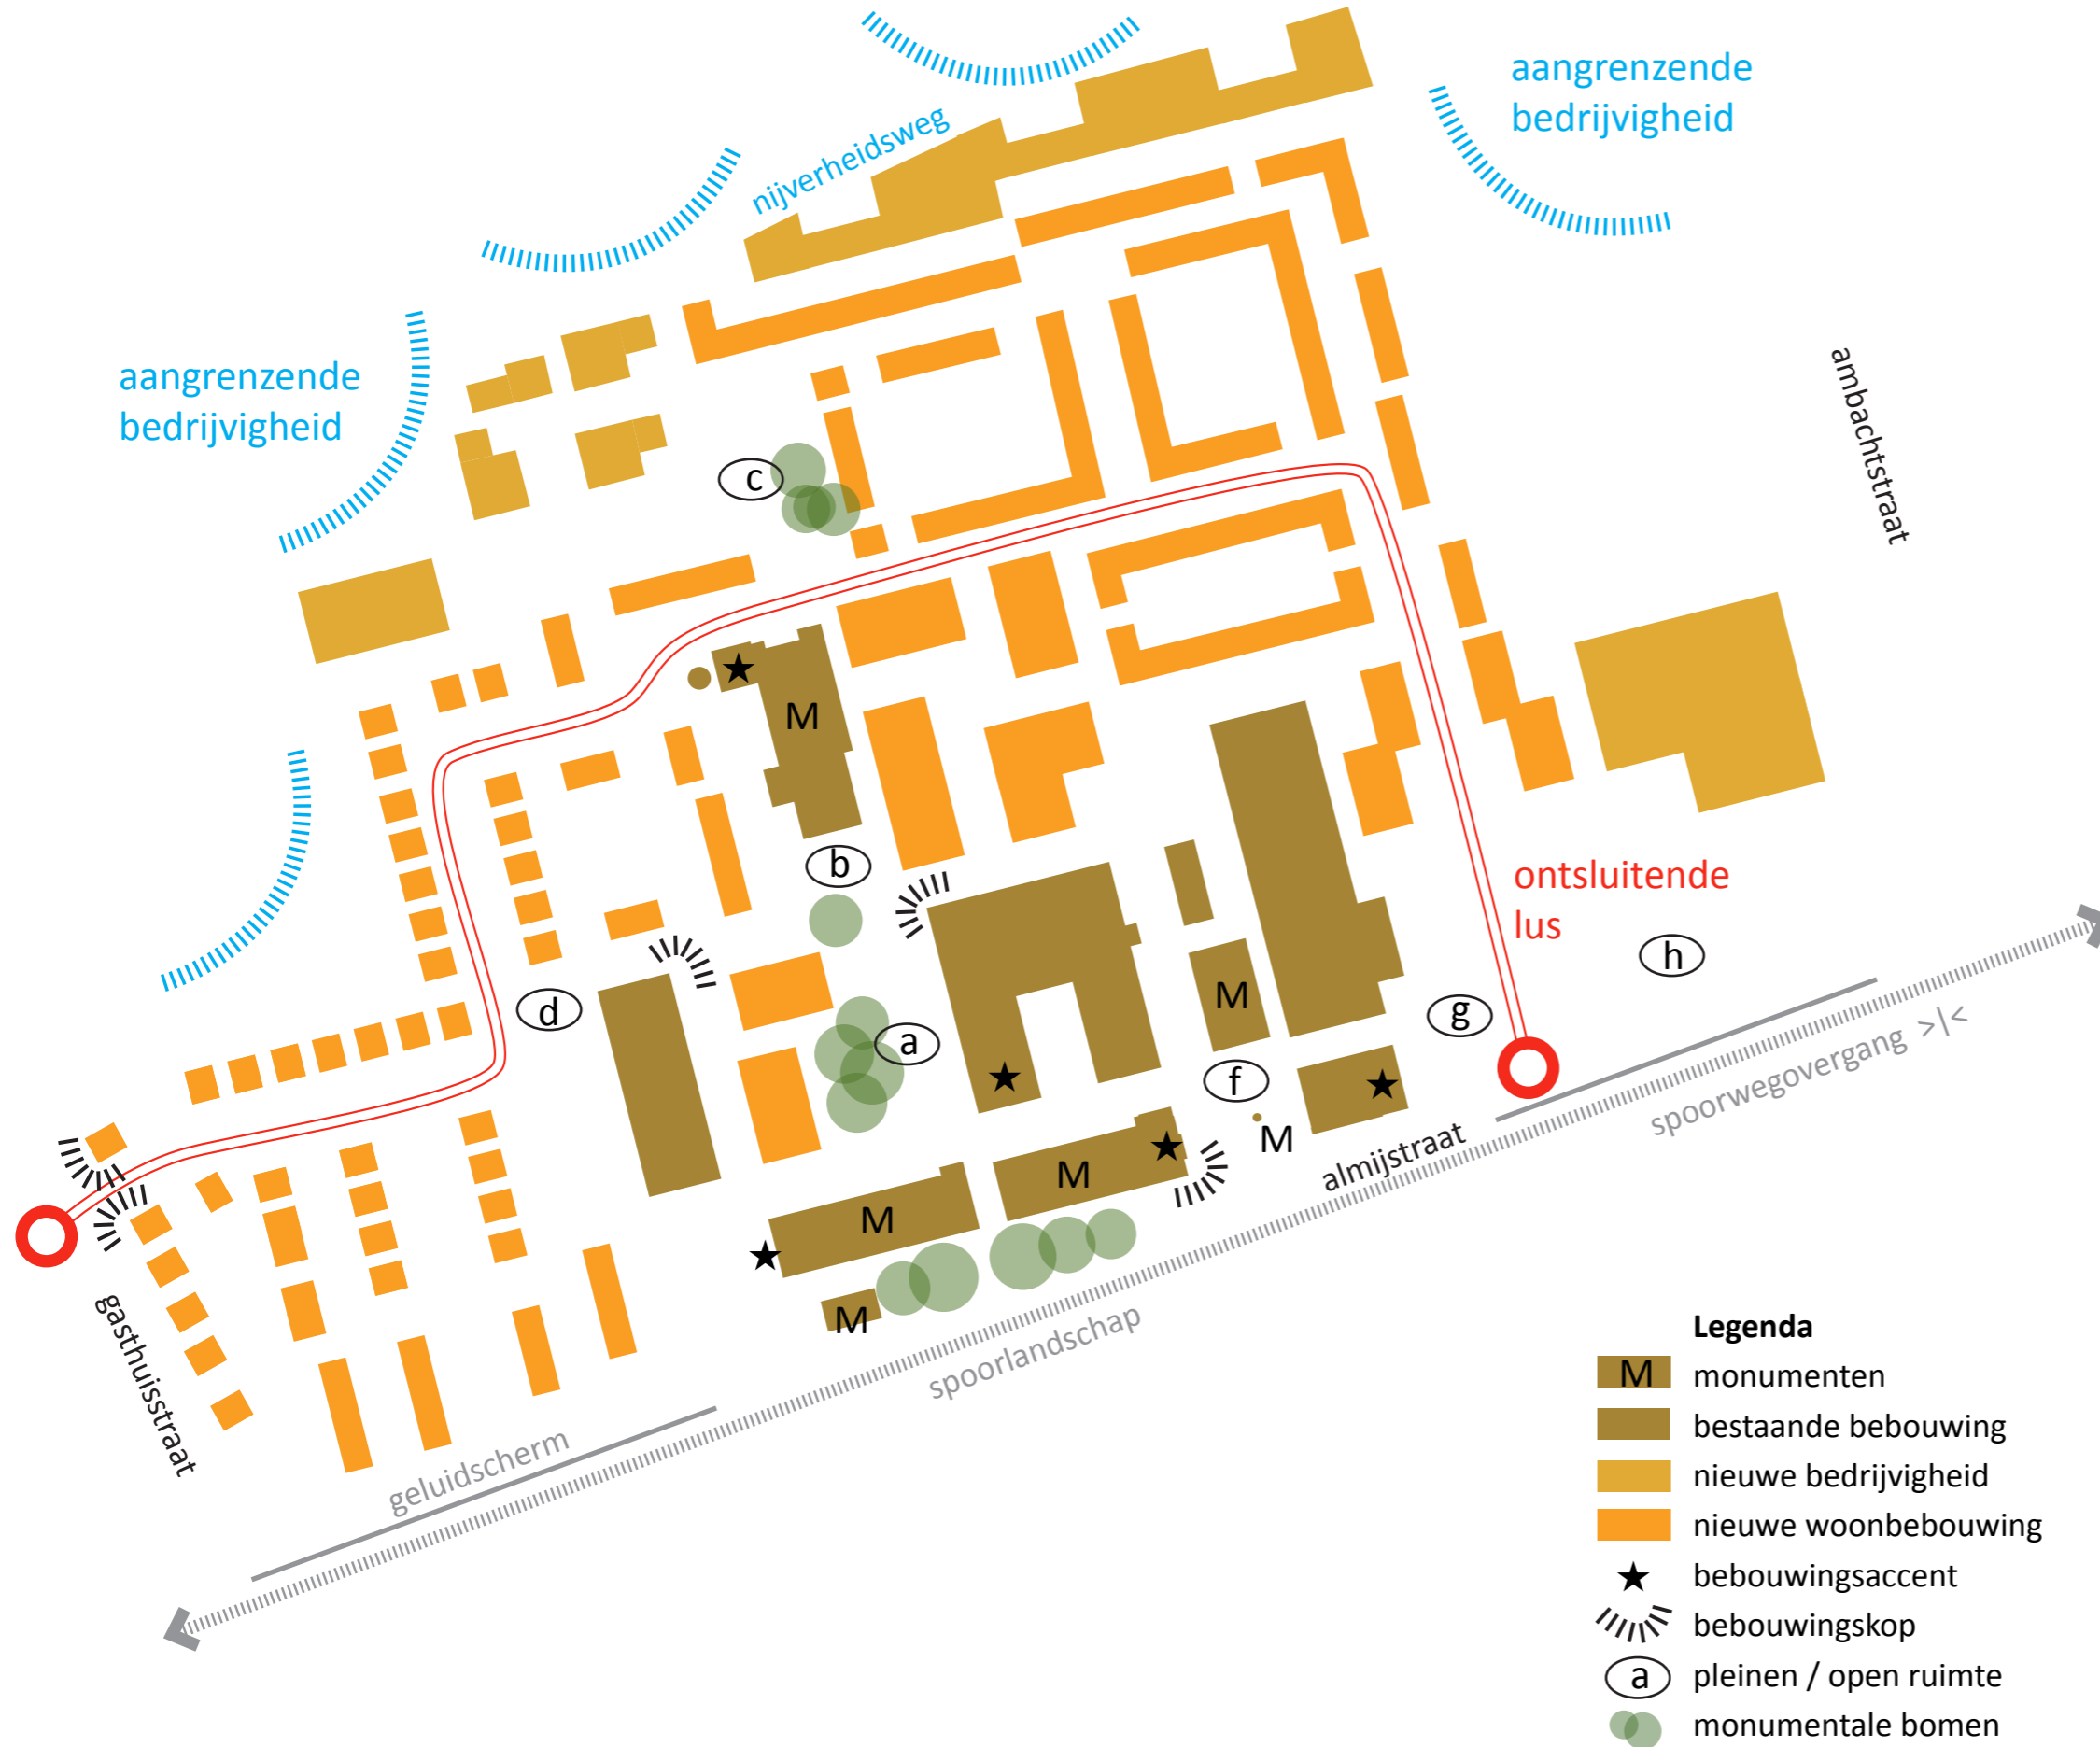 aangrenzende
bedrijvigheid
nijverheidsweg
aangrenzende
bedrijvigheid
ambachtstraat
c
M
b
ontsluitende
lus
h
d
a
M
g
f
M
almijstraat
spoorwegovergang >|<
M
M
M
gasthuisstraat
spoorlandschap
geluidscherm
Legenda
M monumenten
bestaande bebouwing
nieuwe bedrijvigheid
nieuwe woonbebouwing
bebouwingsaccent
bebouwingskop
a pleinen / open ruimte
monumentale bomen